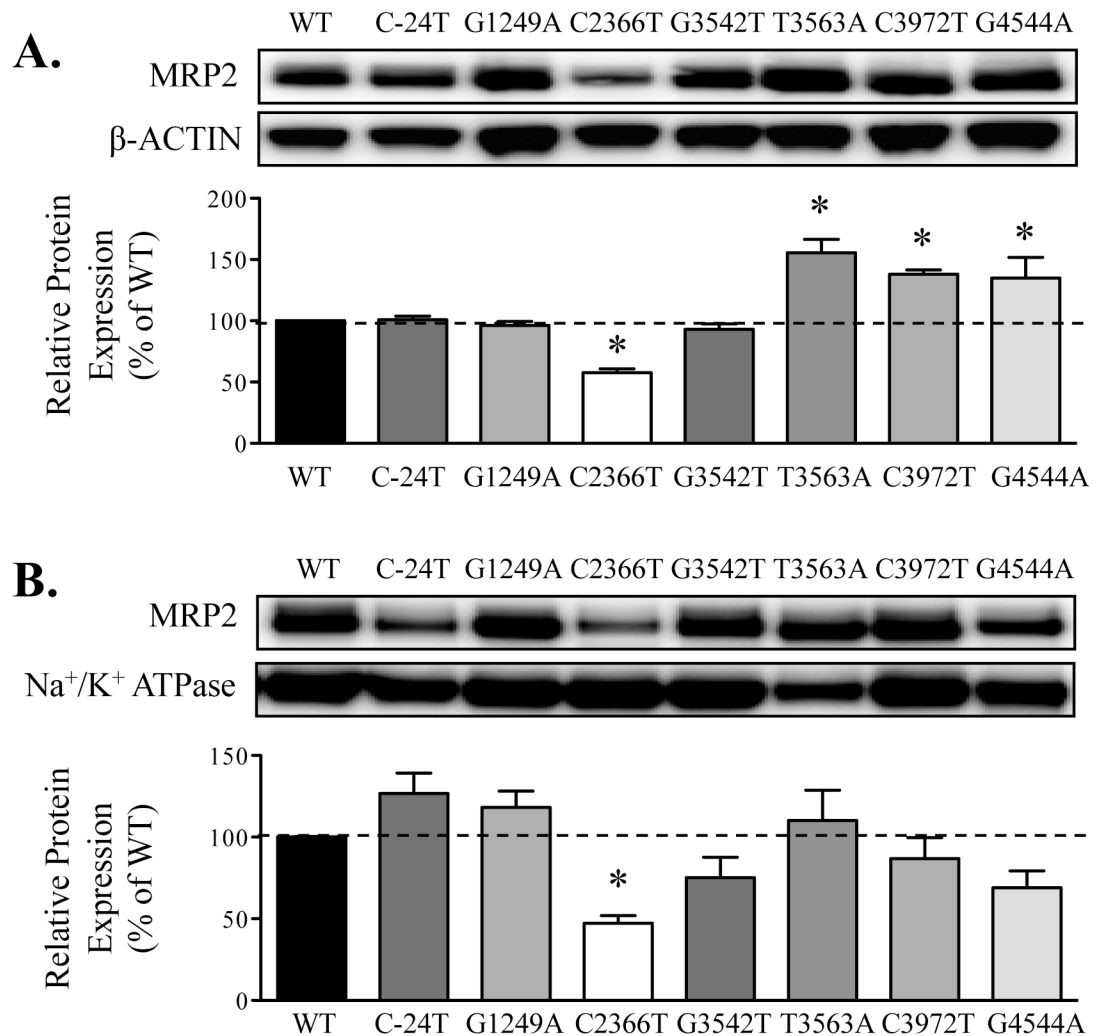 A.
WT C-24T G1249A C2366T G3542T T3563A C3972T G4544A
MRP2
β-ACTIN
Relative Protein
Expression
(% of WT)
200
150
100
50
0
* * * *
WT C-24T G1249A C2366T G3542T T3563A C3972T G4544A
B.
WT C-24T G1249A C2366T G3542T T3563A C3972T G4544A
MRP2
Na⁺/K⁺ ATPase
Relative Protein
Expression
(% of WT)
150
100
50
0
*
WT C-24T G1249A C2366T G3542T T3563A C3972T G4544A